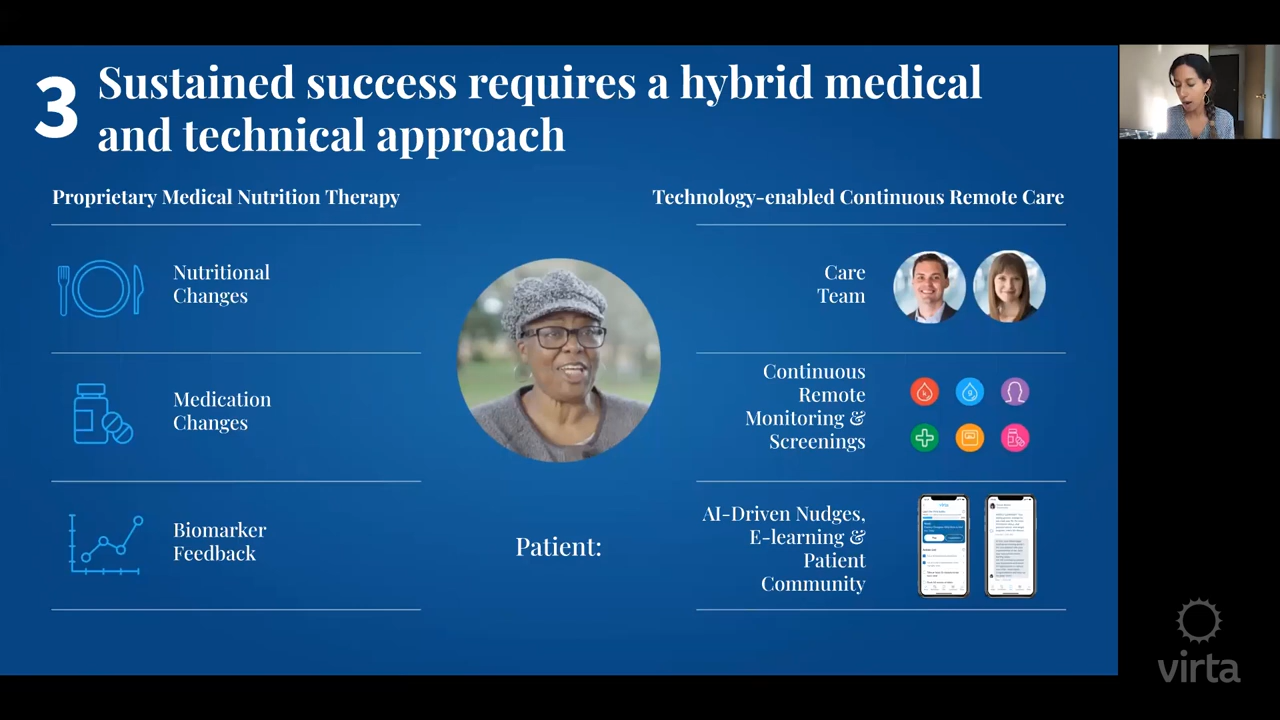 3
Sustained success requires a hybrid medical
and technical approach
Proprietary Medical Nutrition Therapy
Nutritional
Changes
Medication
Changes
Biomarker
Feedback
Patient:
Technology-enabled Continuous Remote Care
Care
Team
Continuous
Remote
Monitoring &
Screenings
AI-Driven Nudges,
E-learning &
Patient
Community
virta